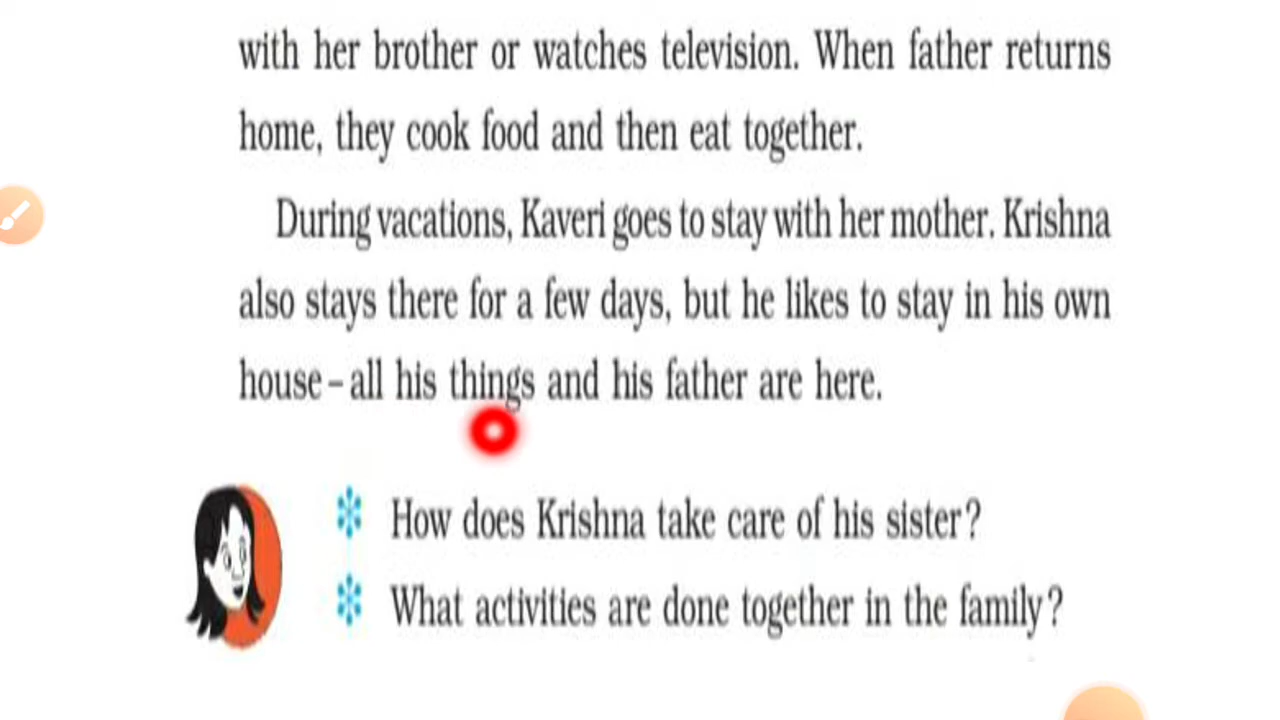 with her brother or watches television. When father returns
home, they cook food and then eat together.
During vacations, Kaveri goes to stay with her mother. Krishna
also stays there for a few days, but he likes to stay in his own
house – all his things and his father are here.
How does Krishna take care of his sister?
What activities are done together in the family?